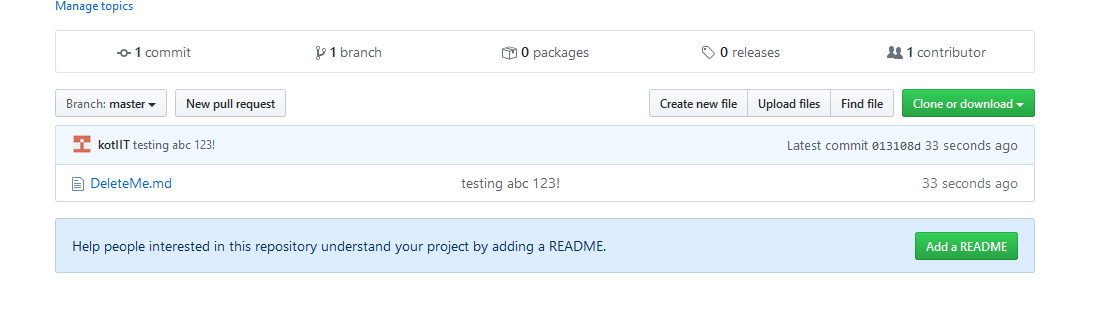 Manage topics
1 commit 1 branch 0 packages 0 releases 1 contributor
Branch: master New pull request Create new file Upload files Find file Clone or download
kotIIT testing abc 123! Latest commit 013108d 33 seconds ago
DeleteMe.md testing abc 123! 33 seconds ago
Help people interested in this repository understand your project by adding a README. Add a README